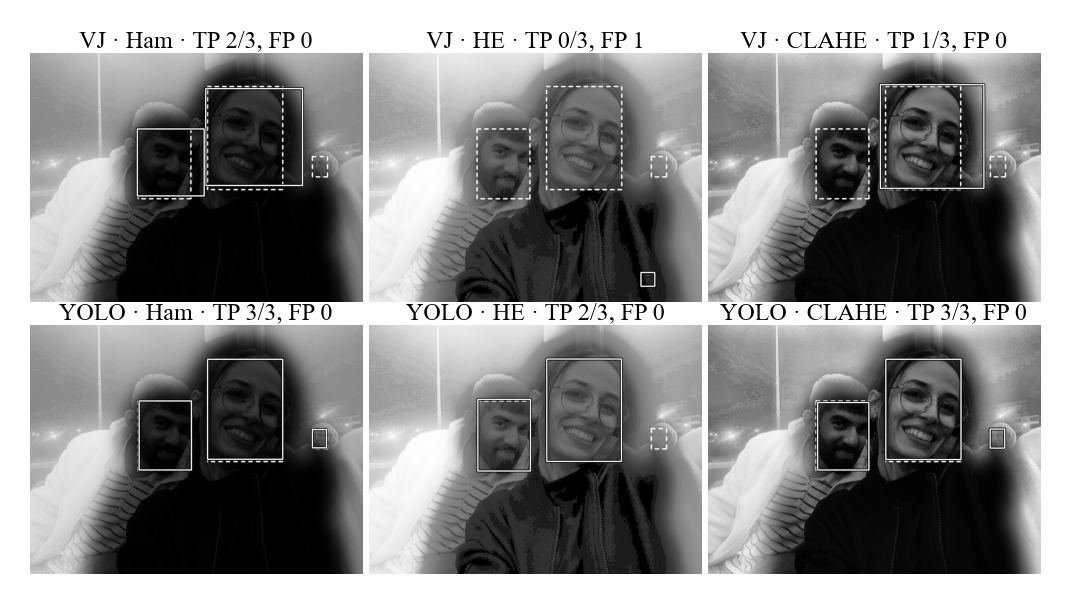 VJ · Ham · TP 2/3, FP 0
VJ · HE · TP 0/3, FP 1
VJ · CLAHE · TP 1/3, FP 0
YOLO · Ham · TP 3/3, FP 0
YOLO · HE · TP 2/3, FP 0
YOLO · CLAHE · TP 3/3, FP 0